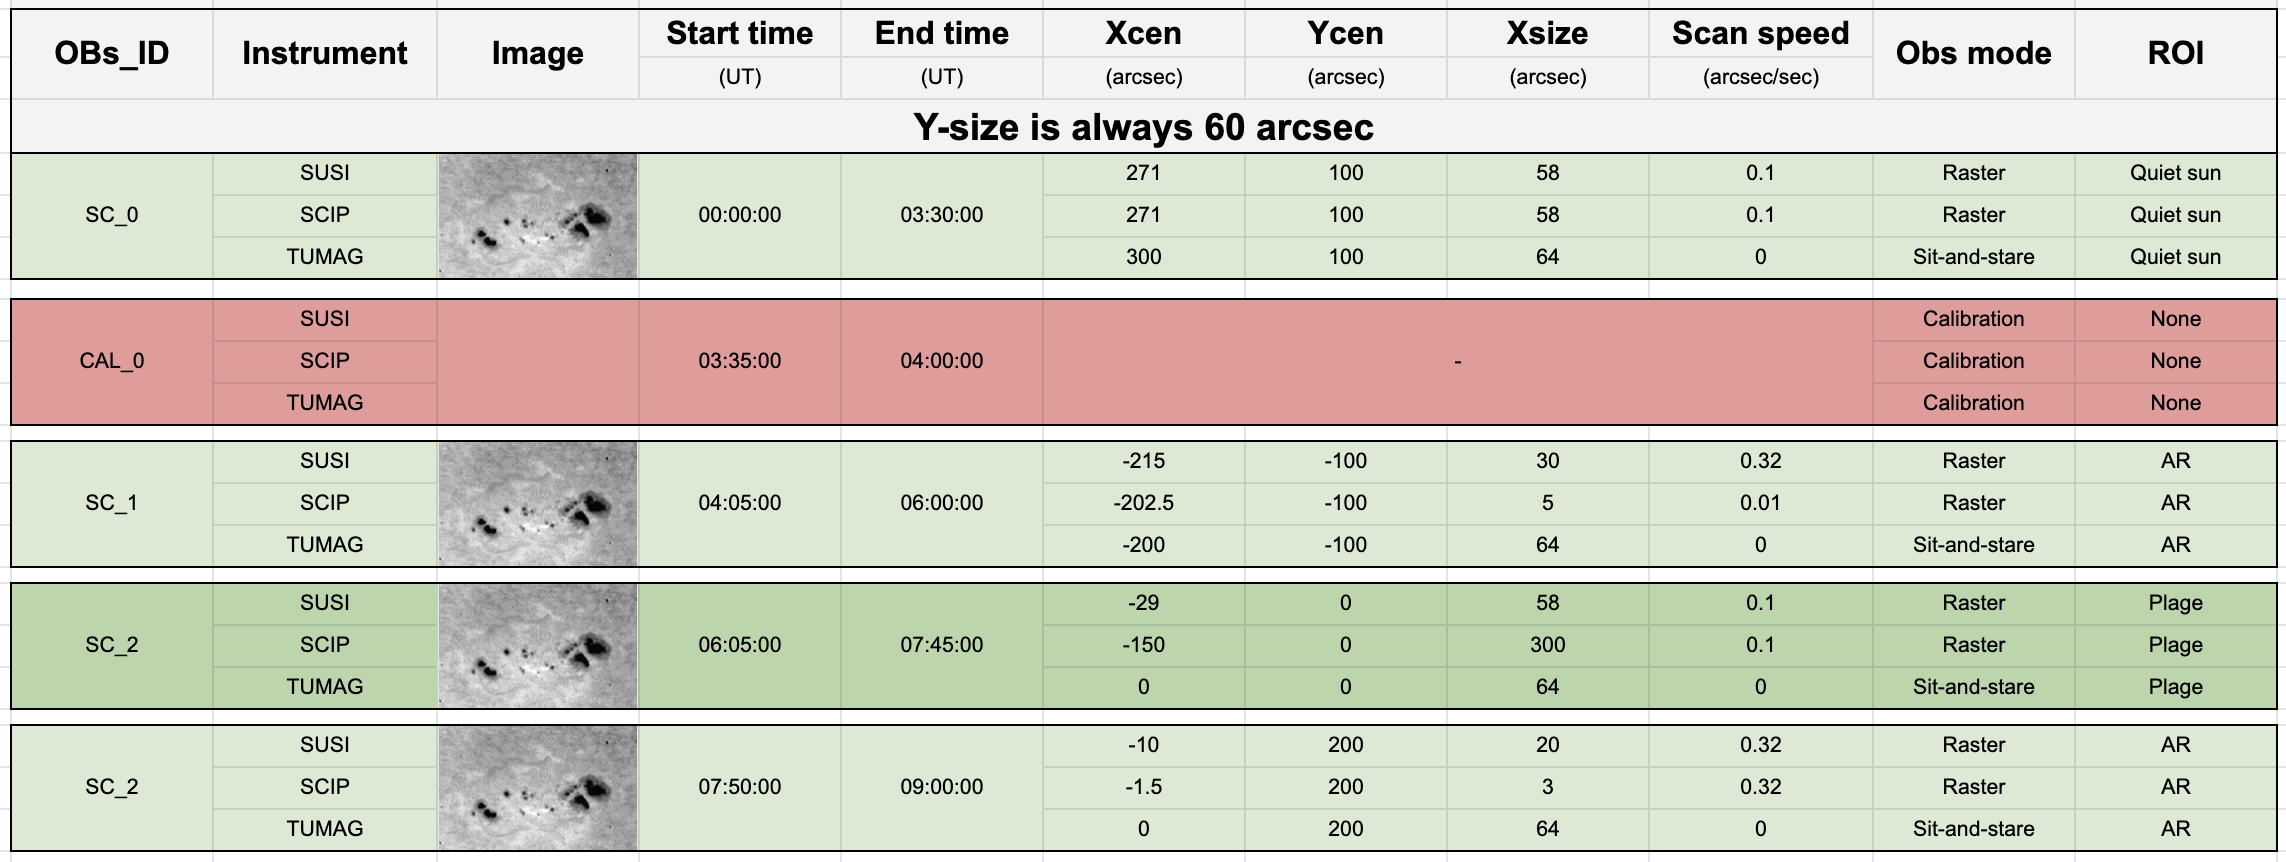 OBs_ID Instrument Image Start time (UT) End time (UT) Xcen (arcsec) Ycen (arcsec) Xsize (arcsec) Scan speed (arcsec/sec) Obs mode ROI
Y-size is always 60 arcsec
SC_0 SUSI 00:00:00 03:30:00 271 100 58 0.1 Raster Quiet sun
SCIP 271 100 58 0.1 Raster Quiet sun
TUMAG 300 100 64 0 Sit-and-stare Quiet sun
CAL_0 SUSI 03:35:00 04:00:00 - Calibration None
SCIP Calibration None
TUMAG Calibration None
SC_1 SUSI 04:05:00 06:00:00 -215 -100 30 0.32 Raster AR
SCIP -202.5 -100 5 0.01 Raster AR
TUMAG -200 -100 64 0 Sit-and-stare AR
SC_2 SUSI 06:05:00 07:45:00 -29 0 58 0.1 Raster Plage
SCIP -150 0 300 0.1 Raster Plage
TUMAG 0 0 64 0 Sit-and-stare Plage
SC_2 SUSI 07:50:00 09:00:00 -10 200 20 0.32 Raster AR
SCIP -1.5 200 3 0.32 Raster AR
TUMAG 0 200 64 0 Sit-and-stare AR